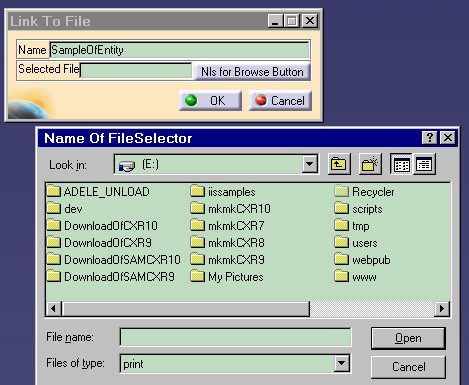 Link To File
Name SampleOfEntity
Selected File Nls for Browse Button
OK Cancel
Name Of FileSelector
Look in: (E:)
ADELE_UNLOAD iissamples Recycler
dev mkmkCXR10 scripts
DownloadOfCXR10 mkmkCXR7 tmp
DownloadOfCXR9 mkmkCXR8 users
DownloadOfSAMCXR10 mkmkCXR9 webpub
DownloadOfSAMCXR9 My Pictures www
File name: Open
Files of type: print Cancel